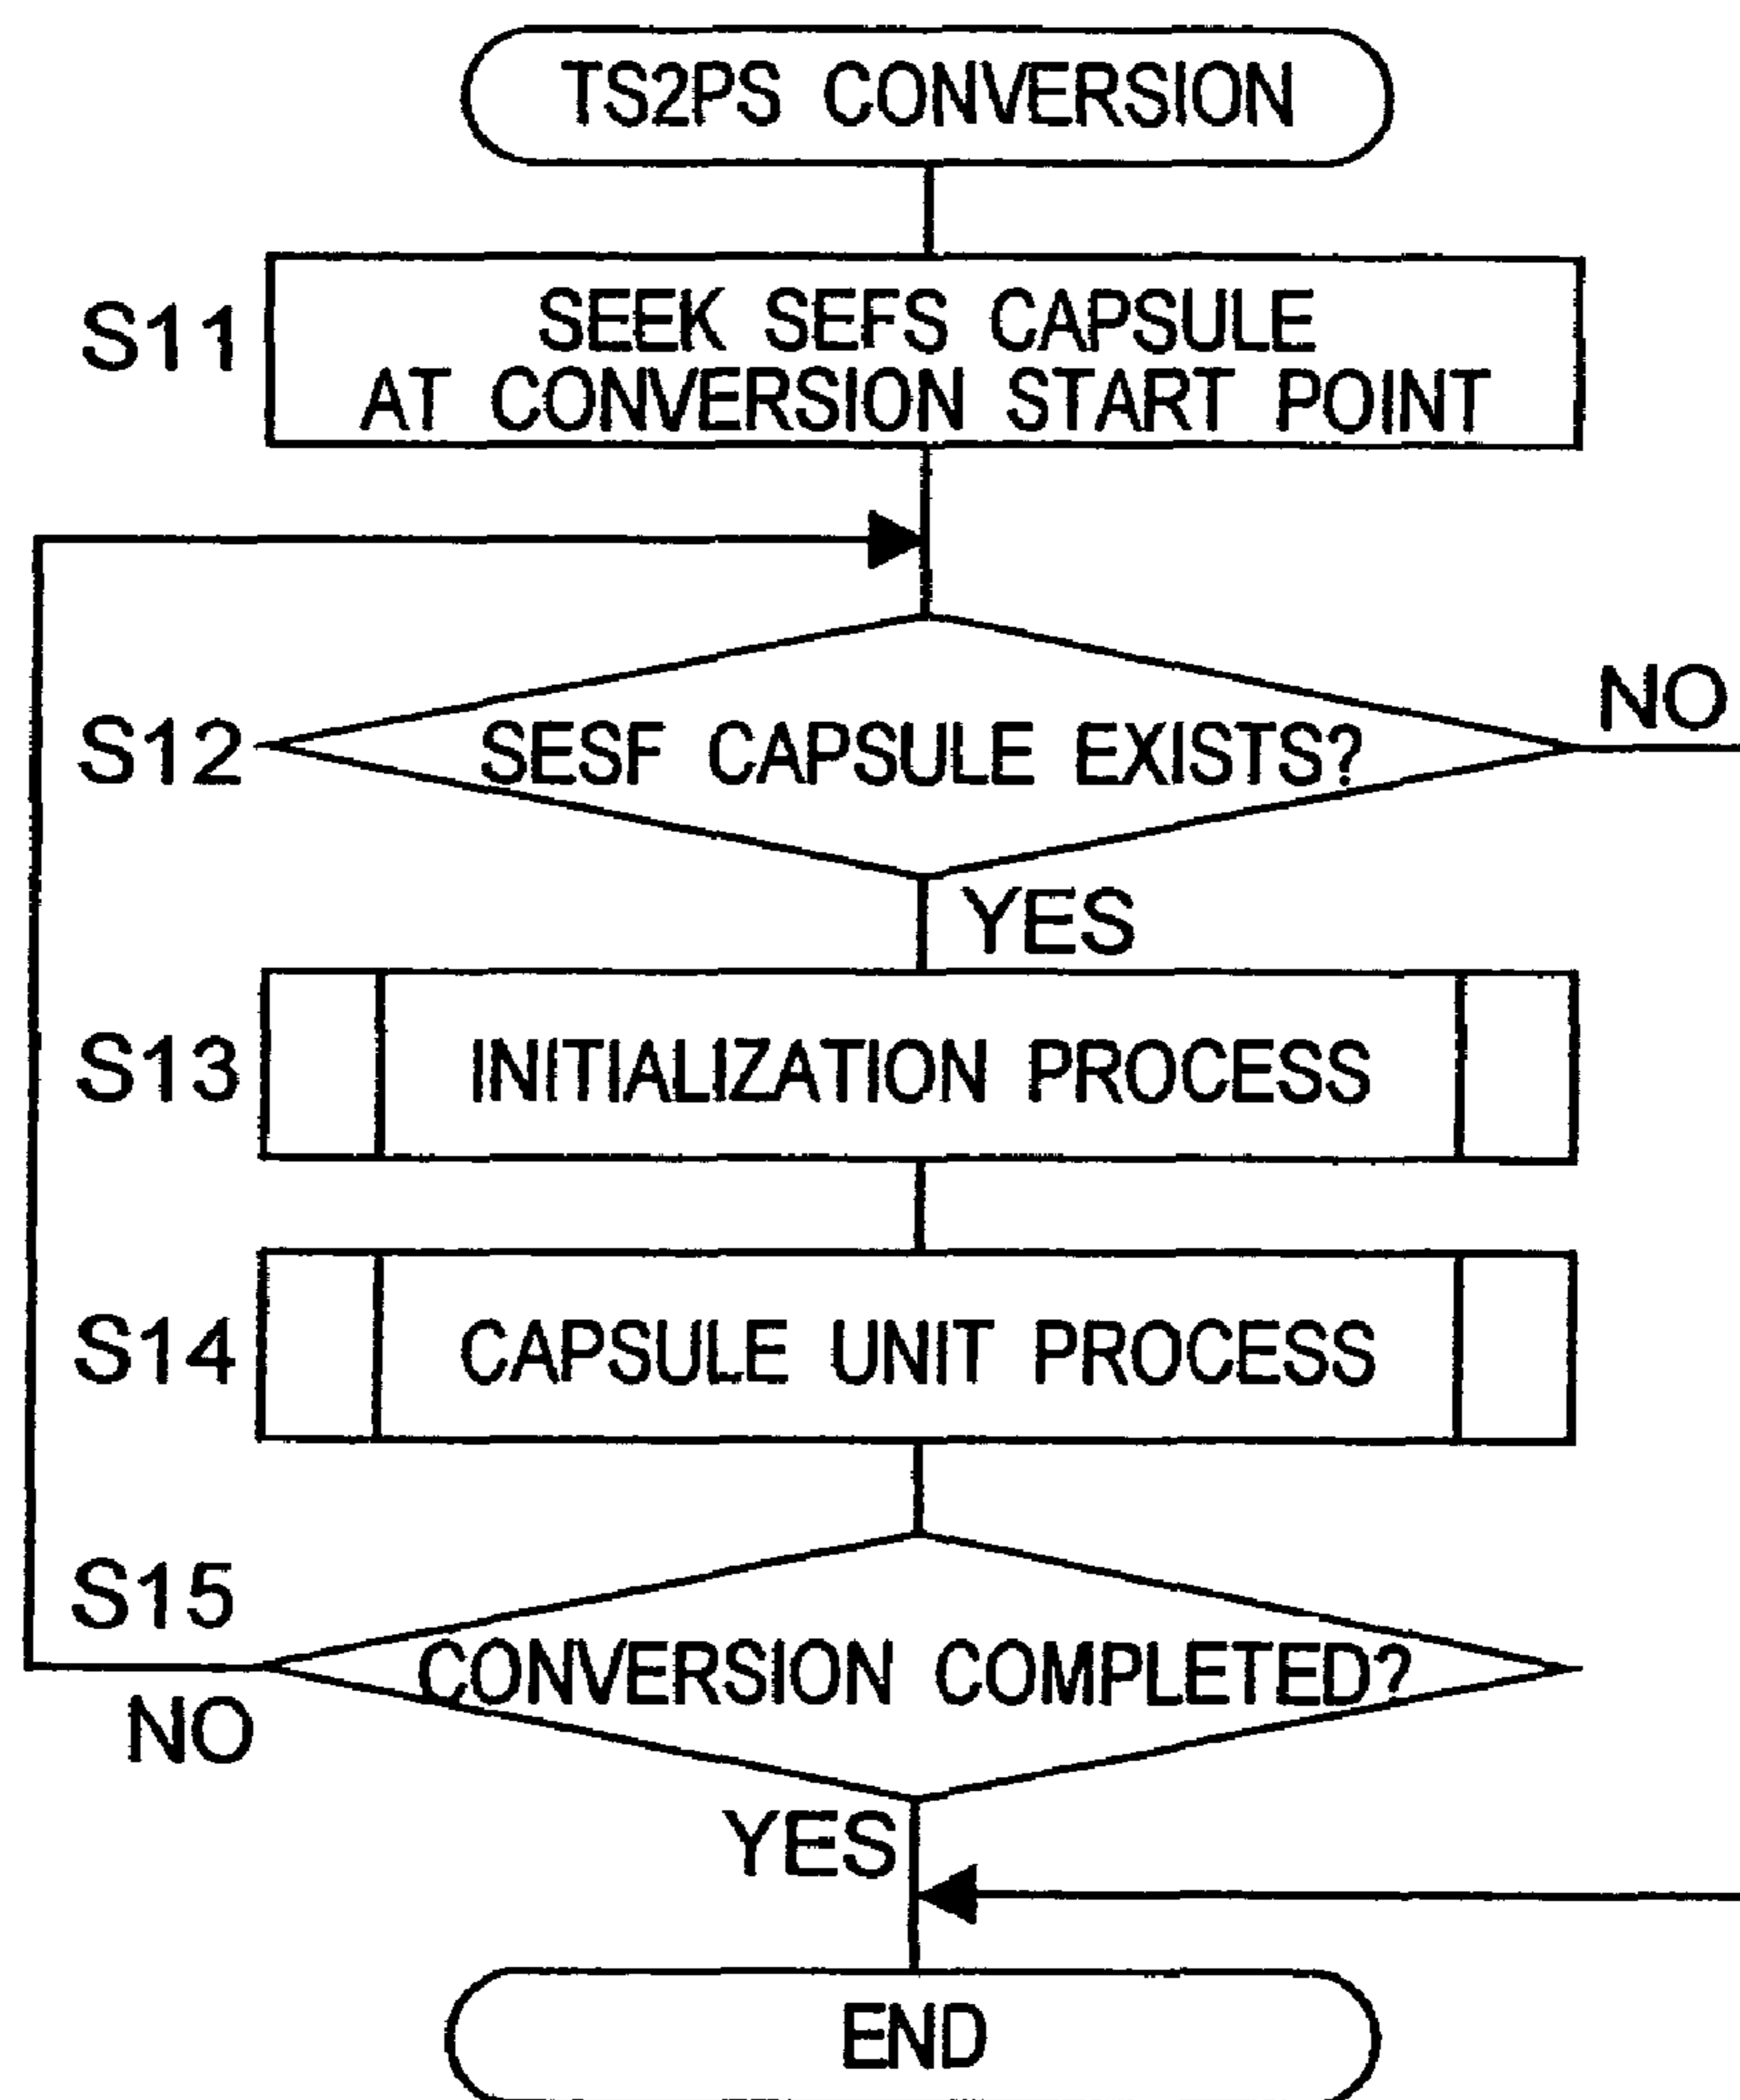 TS2PS CONVERSION
S11
SEEK SEFS CAPSULE
AT CONVERSION START POINT
S12
SESF CAPSULE EXISTS?
NO
YES
S13
INITIALIZATION PROCESS
S14
CAPSULE UNIT PROCESS
S15
CONVERSION COMPLETED?
NO
YES
END